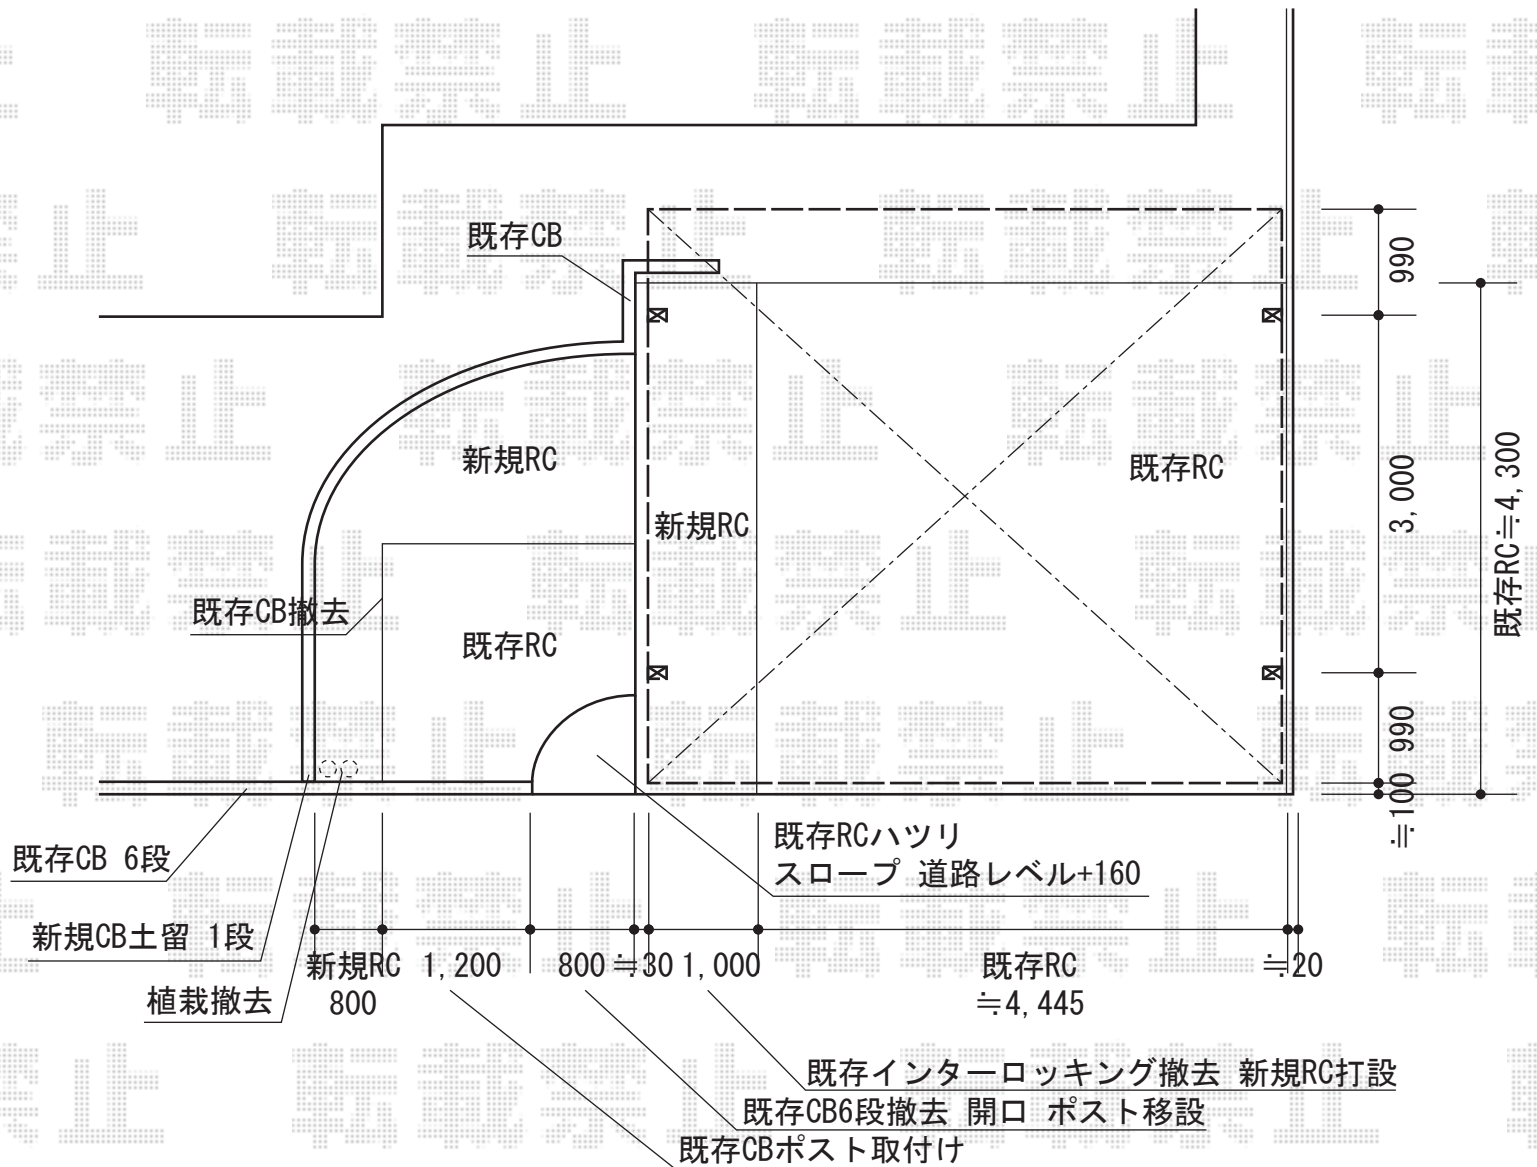 転載禁止
既存CB
990
新規RC
既存RC
3,000
既存RC≒4,300
新規RC
既存CB撤去
既存RC
990
≒100
既存RCハツリ
スロープ 道路レベル+160
既存CB 6段
新規CB土留 1段
新規RC 1,200 800 ≒30 1,000 既存RC ≒20
800 ≒4,445
植栽撤去
既存インターロッキング撤去 新規RC打設
既存CB6段撤去 開口 ポスト移設
既存CBポスト取付け